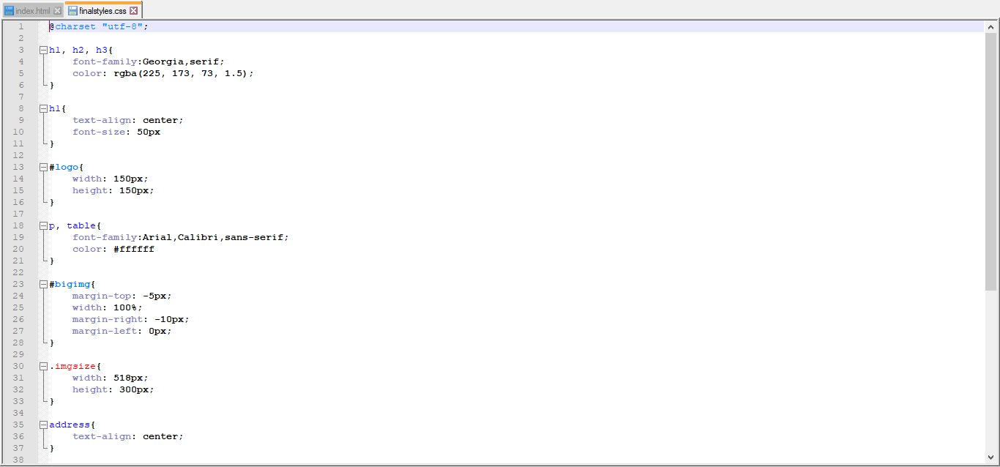 index.html finalstyles.css
1 @charset "utf-8";
2
3 h1, h2, h3{
4 font-family:Georgia,serif;
5 color: rgba(225, 173, 73, 1.5);
6 }
7
8 h1{
9 text-align: center;
10 font-size: 50px
11 }
12
13 #logo{
14 width: 150px;
15 height: 150px;
16 }
17
18 p, table{
19 font-family:Arial,Calibri,sans-serif;
20 color: #ffffff
21 }
22
23 #bigimg{
24 margin-top: -5px;
25 width: 100%;
26 margin-right: -10px;
27 margin-left: 0px;
28 }
29
30 .imgsize{
31 width: 518px;
32 height: 300px;
33 }
34
35 address{
36 text-align: center;
37 }
38